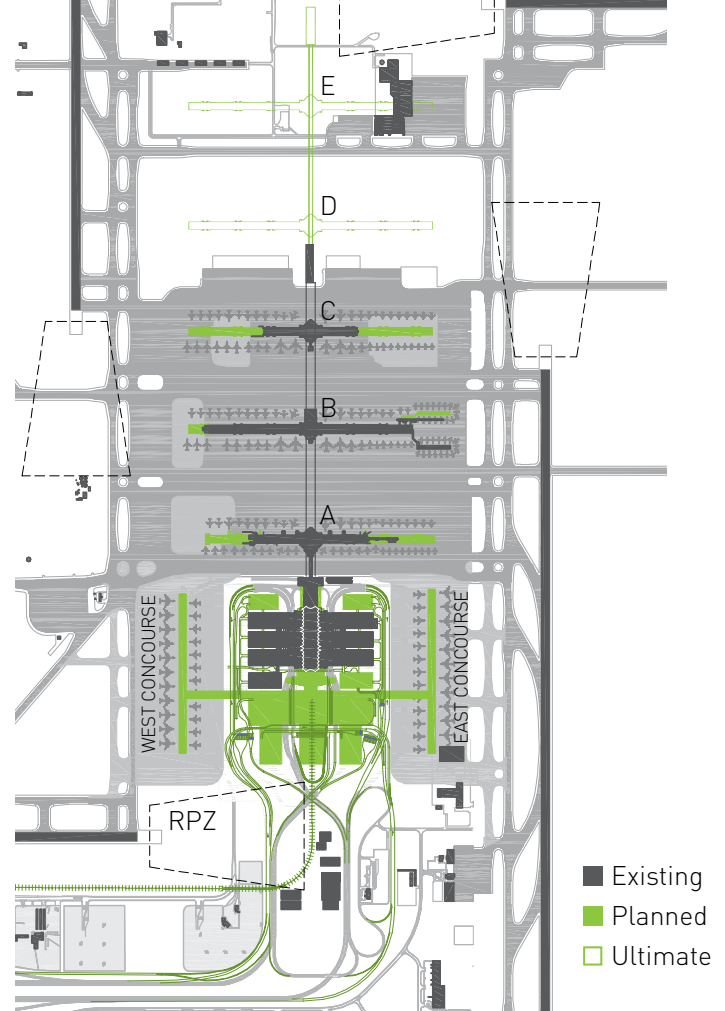 E
D
C
B
A
WEST CONCOURSE
EAST CONCOURSE
RPZ
Existing
Planned
Ultimate